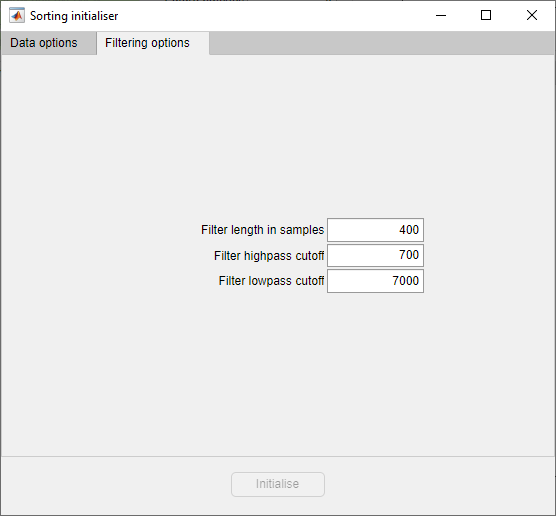 Sorting initialiser
Data options Filtering options
Filter length in samples 400
Filter highpass cutoff 700
Filter lowpass cutoff 7000
Initialise